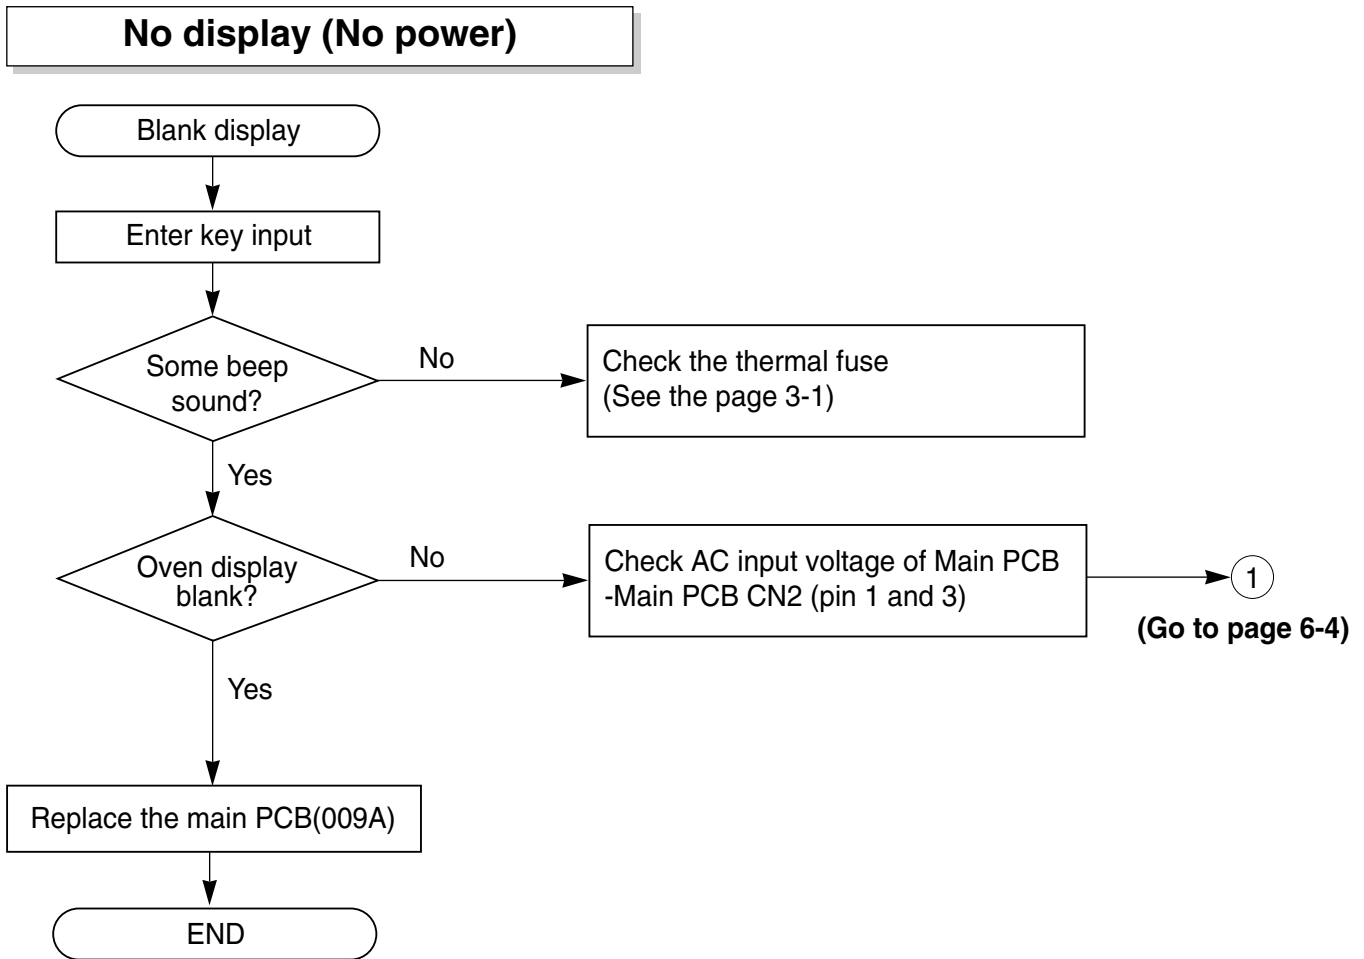 No display (No power)
Blank display
Enter key input
Some beep
sound?
No
Check the thermal fuse
(See the page 3-1)
Yes
Oven display
blank?
No
Check AC input voltage of Main PCB
-Main PCB CN2 (pin 1 and 3)
1
(Go to page 6-4)
Yes
Replace the main PCB(009A)
END